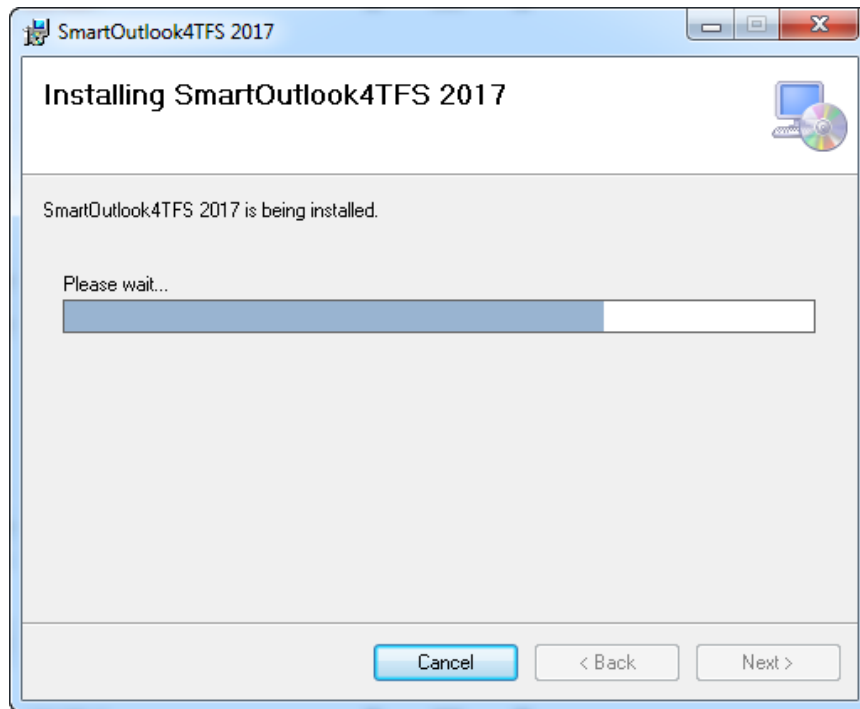 SmartOutlook4TFS 2017
Installing SmartOutlook4TFS 2017
SmartOutlook4TFS 2017 is being installed.
Please wait...
Cancel
< Back
Next >